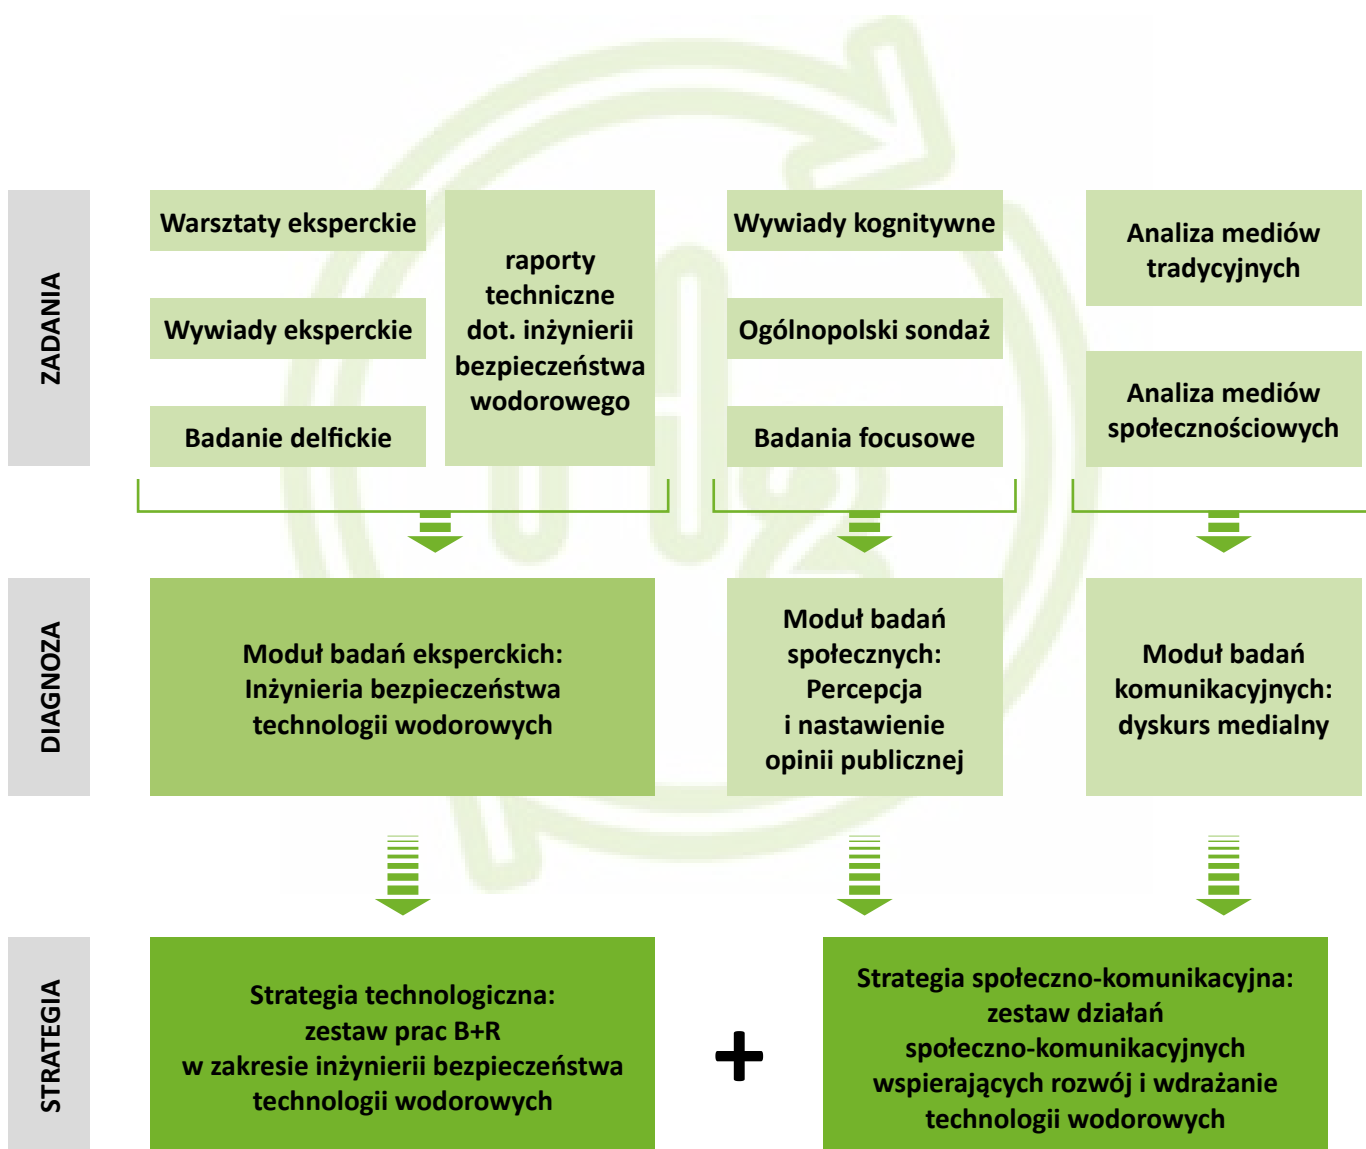 ZADANIA
Warsztaty eksperckie
Wywiady eksperckie
Badanie delfickie
raporty
techniczne
dot. inżynierii
bezpieczeństwa
wodorowego
Wywiady kognitywne
Ogólnopolski sondaż
Badania focusowe
Analiza mediów
tradycyjnych
Analiza mediów
społecznościowych
DIAGNOZA
Moduł badań eksperckich:
Inżynieria bezpieczeństwa
technologii wodorowych
Moduł badań
społecznych:
Percepcja
i nastawienie
opinii publicznej
Moduł badań
komunikacyjnych:
dyskurs medialny
STRATEGIA
Strategia technologiczna:
zestaw prac B+R
w zakresie inżynierii bezpieczeństwa
technologii wodorowych
+
Strategia społeczno-komunikacyjna:
zestaw działań
społeczno-komunikacyjnych
wspierających rozwój i wdrażanie
technologii wodorowych
H2